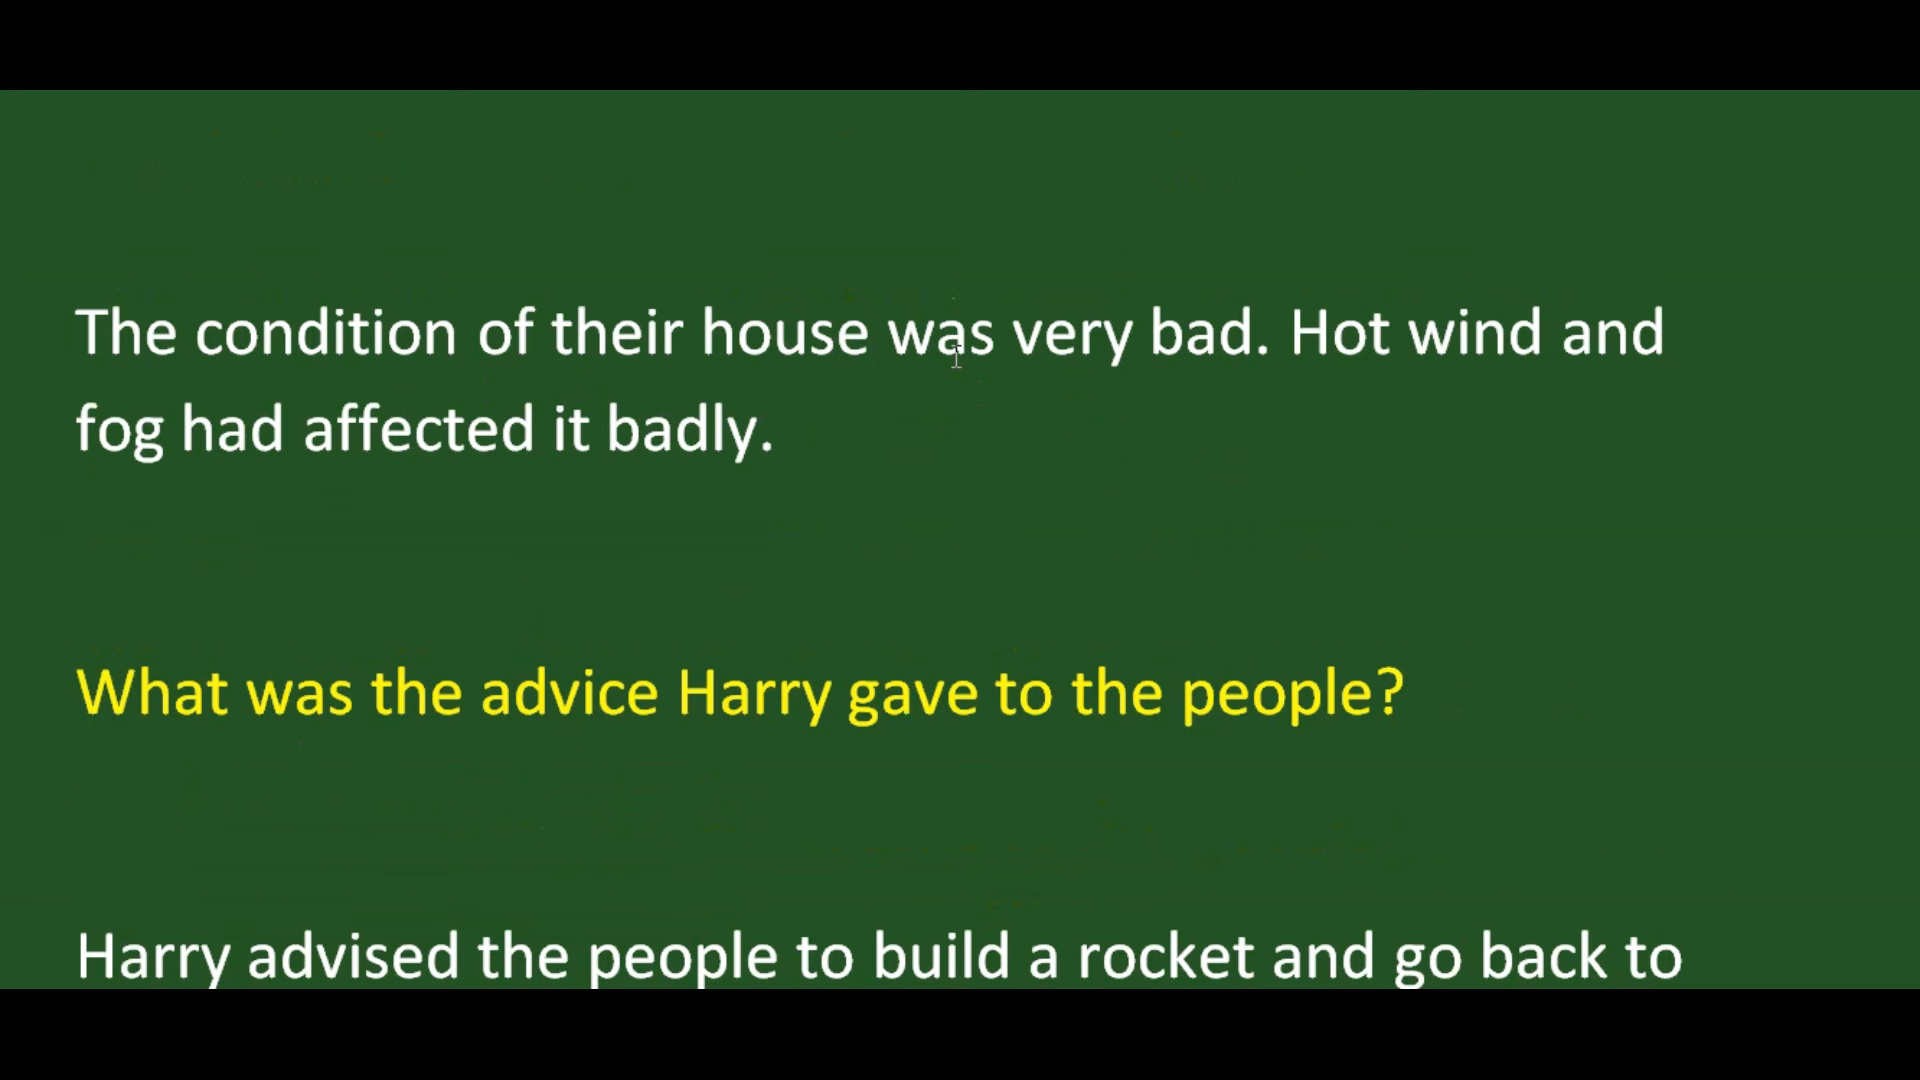 The condition of their house was very bad. Hot wind and
fog had affected it badly.
What was the advice Harry gave to the people?
Harry advised the people to build a rocket and go back to